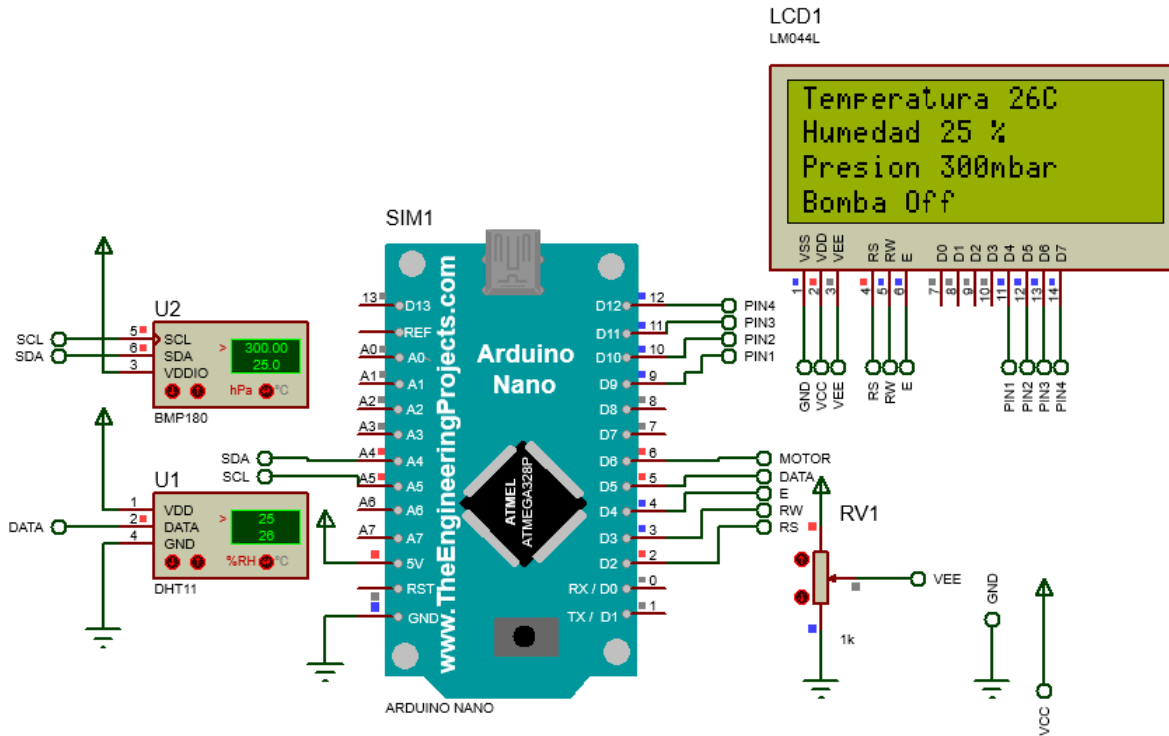 LCD1
LM044L
Temperatura 26C
Humedad 25 %
Presion 300mbar
Bomba Off
VSS VDD VEE RS RW E D0 D1 D2 D3 D4 D5 D6 D7
1 2 3 4 5 6 7 8 9 10 11 12 13 14
GND VCC VEE RS RW E PIN1 PIN2 PIN3 PIN4
U2
SCL 5 SCL
SDA 6 SDA
3 VDDIO
> 300.00
25.0
hPa °C
BMP180
U1
1 VDD
DATA 2 DATA
4 GND
> 25
26
%RH °C
DHT11
SDA
SCL
SIM1
13 D13
REF
A0 A0
A1 A1
A2 A2
A3 A3
A4 A4
A5 A5
A6 A6
A7 A7
5V
RST
GND
www.TheEngineeringProjects.com
Arduino
Nano
ATMEL
ATMEGA328P
D12 12 PIN4
D11 11 PIN3
D10 10 PIN2
D9 9 PIN1
D8 8
D7 7
D6 6 MOTOR
D5 5 DATA
D4 4 E
D3 3 RW
D2 2 RS
RX / D0 0
TX / D1 1
ARDUINO NANO
RV1
VEE
1k
GND
VCC